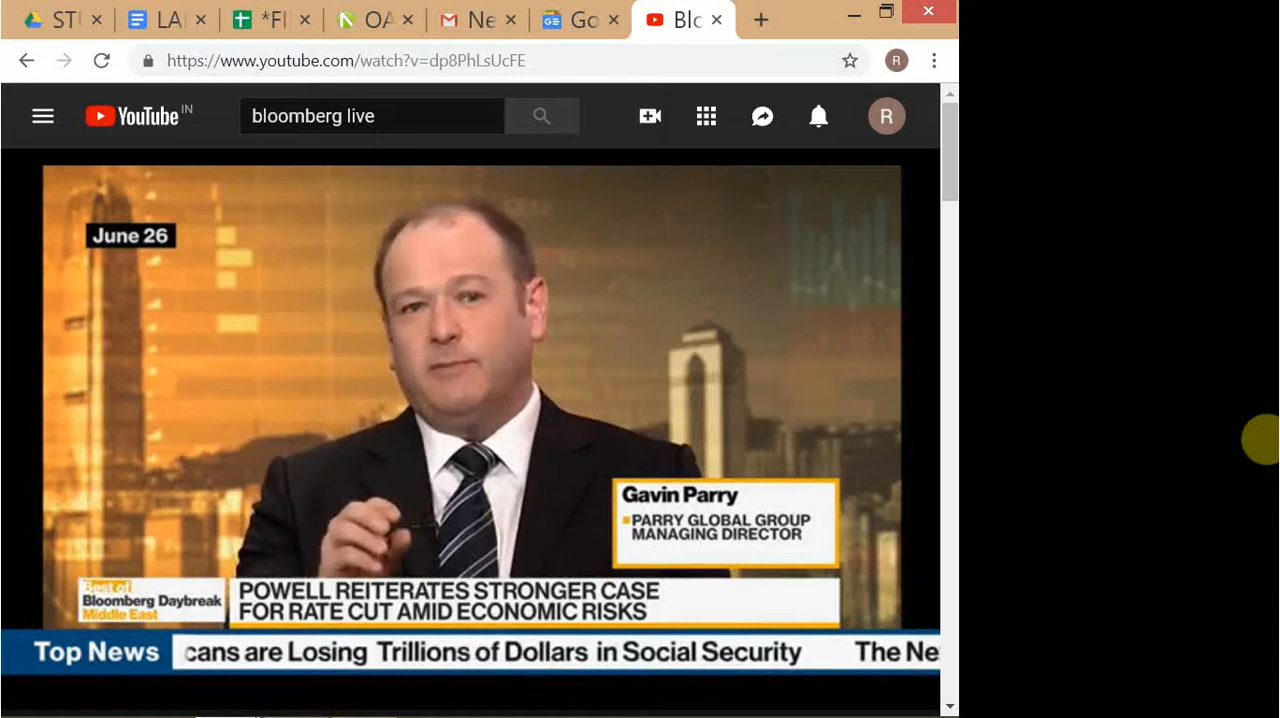 ST
LA
*FI
OA
Ne
Go
Blo
https://www.youtube.com/watch?v=dp8PhLsUcFE
R
YouTube IN
bloomberg live
R
June 26
Gavin Parry
PARRY GLOBAL GROUP
MANAGING DIRECTOR
Best of
Bloomberg Daybreak
Middle East
POWELL REITERATES STRONGER CASE
FOR RATE CUT AMID ECONOMIC RISKS
Top News cans are Losing Trillions of Dollars in Social Security The Ne